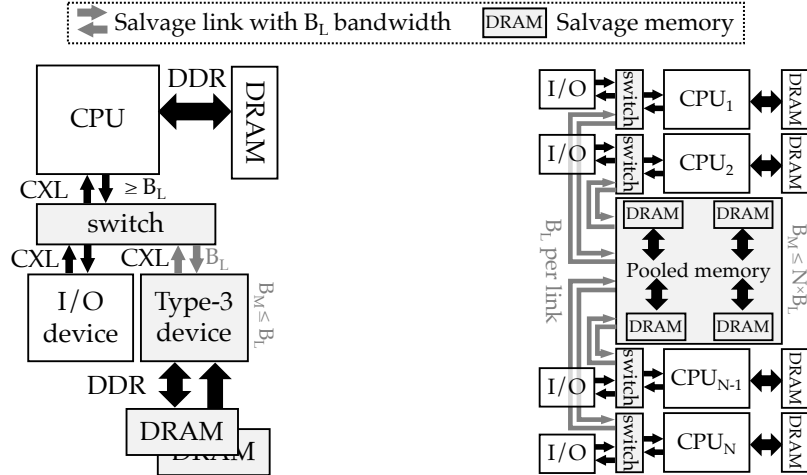 Salvage link with B_L bandwidth
DRAM Salvage memory
CPU
DDR
DRAM
CXL
≥ B_L
switch
CXL
CXL
B_L
I/O
device
Type-3
device
B_M ≤ B_L
DDR
DRAM
DRAM
I/O
switch
CPU_1
DRAM
I/O
switch
CPU_2
DRAM
B_L per link
DRAM
DRAM
Pooled memory
DRAM
DRAM
B_M ≤ N×B_L
I/O
switch
CPU_N-1
DRAM
I/O
switch
CPU_N
DRAM